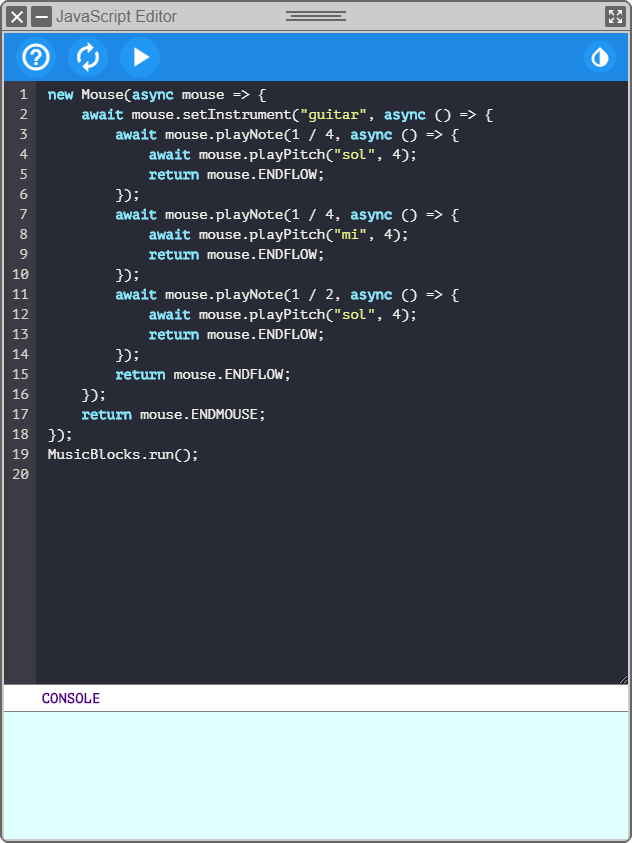 JavaScript Editor
1 new Mouse(async mouse => {
2     await mouse.setInstrument("guitar", async () => {
3         await mouse.playNote(1 / 4, async () => {
4             await mouse.playPitch("sol", 4);
5             return mouse.ENDFLOW;
6         });
7         await mouse.playNote(1 / 4, async () => {
8             await mouse.playPitch("mi", 4);
9             return mouse.ENDFLOW;
10         });
11         await mouse.playNote(1 / 2, async () => {
12             await mouse.playPitch("sol", 4);
13             return mouse.ENDFLOW;
14         });
15         return mouse.ENDFLOW;
16     });
17     return mouse.ENDMOUSE;
18 });
19 MusicBlocks.run();
20
CONSOLE